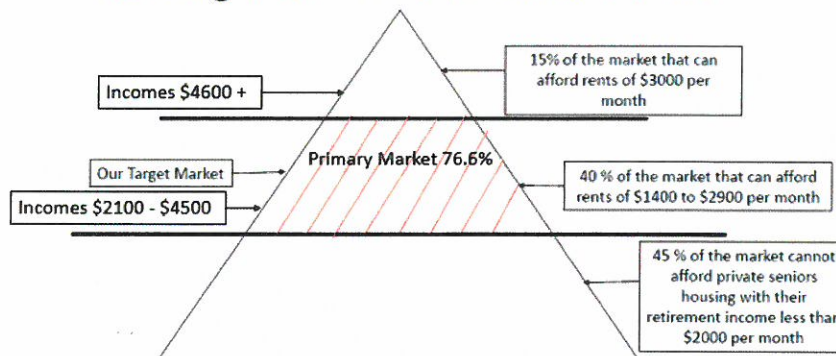 15% of the market that can
afford rents of $3000 per
month
Incomes $4600 +
Primary Market 76.6%
Our Target Market
40 % of the market that can afford
rents of $1400 to $2900 per month
Incomes $2100 - $4500
45 % of the market cannot
afford private seniors
housing with their
retirement income less than
$2000 per month